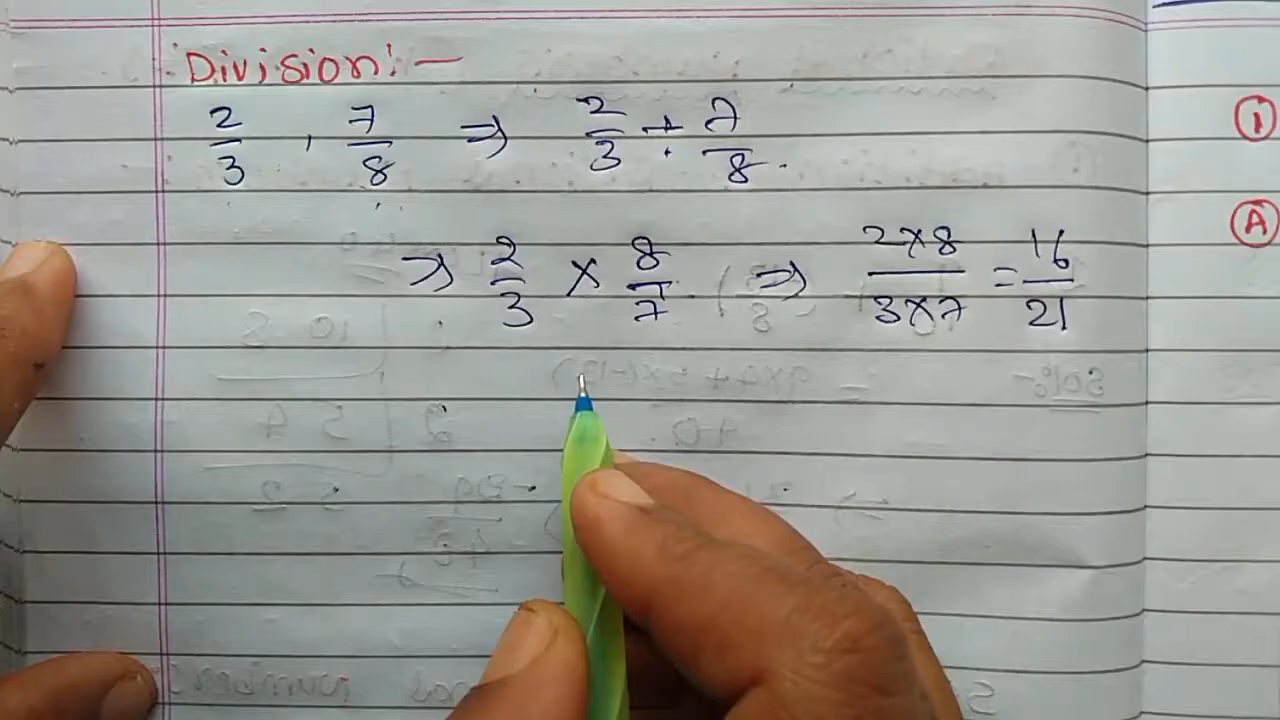 Division:-
2/3 , 7/8 ⇒ 2/3 ÷ 7/8.
⇒ 2/3 × 8/7 ⇒ 2×8/3×7 = 16/21
1
A